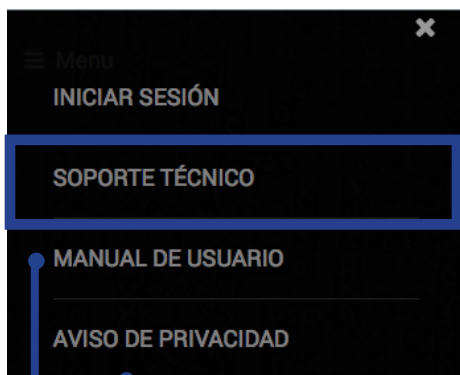 Menu
INICIAR SESIÓN
SOPORTE TÉCNICO
MANUAL DE USUARIO
AVISO DE PRIVACIDAD